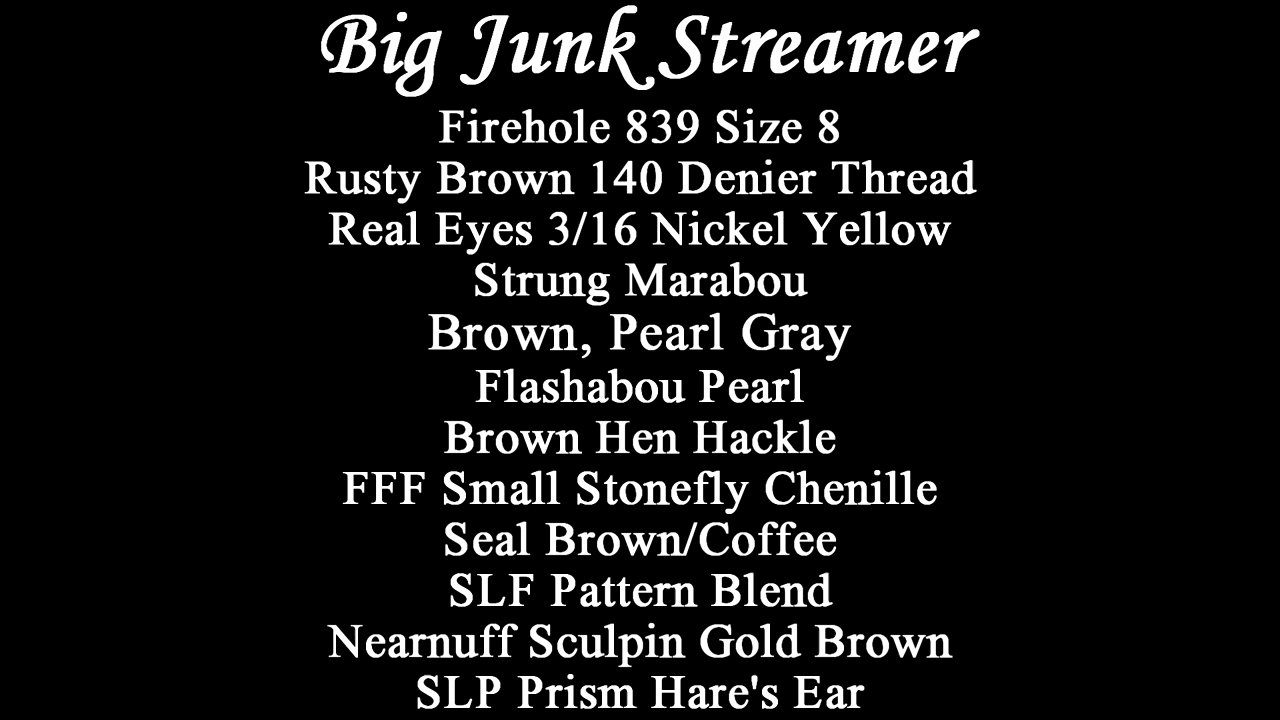 Big Junk Streamer
Firehole 839 Size 8
Rusty Brown 140 Denier Thread
Real Eyes 3/16 Nickel Yellow
Strung Marabou
Brown, Pearl Gray
Flashabou Pearl
Brown Hen Hackle
FFF Small Stonefly Chenille
Seal Brown/Coffee
SLF Pattern Blend
Nearnuff Sculpin Gold Brown
SLP Prism Hare's Ear